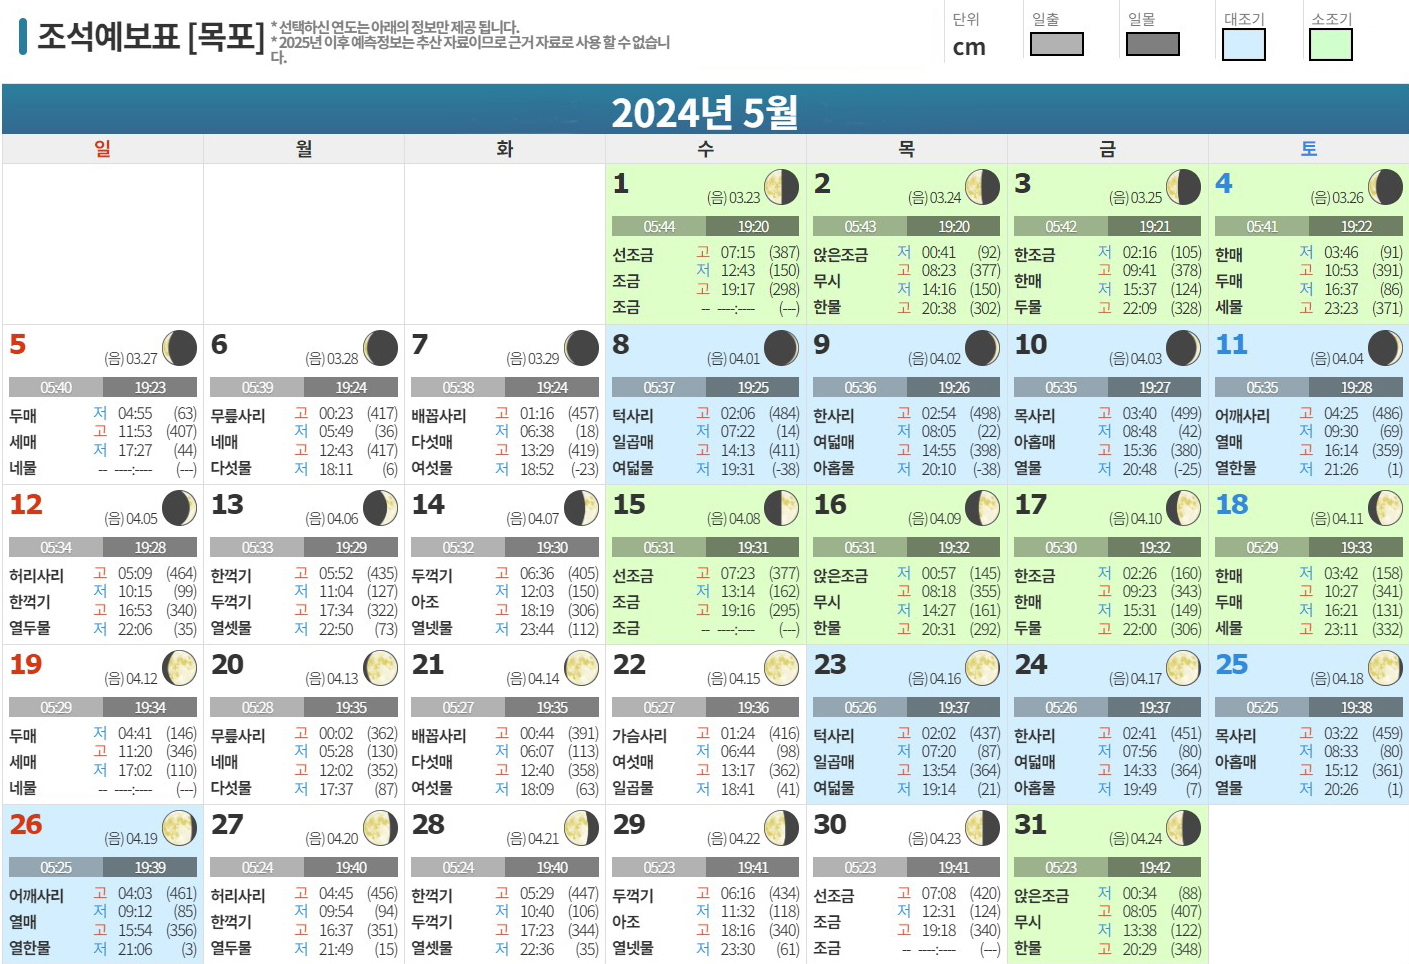 조석예보표 [목포]
* 선택하신 연도는 아래의 정보만 제공 됩니다.
* 2025년 이후 예측정보는 추산 자료이므로 근거 자료로 사용 할 수 없습니
다.
단위 일출 일몰 대조기 소조기
cm
2024년 5월
일 월 화 수 목 금 토
1
(음) 03.23
05:44 19:20
선조금 고 07:15 (387)
저 12:43 (150)
조금 고 19:17 (298)
조금 -- ----:---- (---)
2
(음) 03.24
05:43 19:20
앉은조금 저 00:41 (92)
고 08:23 (377)
무시 저 14:16 (150)
한물 고 20:38 (302)
3
(음) 03.25
05:42 19:21
한조금 저 02:16 (105)
고 09:41 (378)
한매 저 15:37 (124)
두물 고 22:09 (328)
4
(음) 03.26
05:41 19:22
한매 저 03:46 (91)
고 10:53 (391)
두매 저 16:37 (86)
세물 고 23:23 (371)
5
(음) 03.27
05:40 19:23
두매 저 04:55 (63)
고 11:53 (407)
세매 저 17:27 (44)
네물 -- ----:---- (---)
6
(음) 03.28
05:39 19:24
무릎사리 고 00:23 (417)
저 05:49 (36)
네매 고 12:43 (417)
다섯물 저 18:11 (6)
7
(음) 03.29
05:38 19:24
배꼽사리 고 01:16 (457)
저 06:38 (18)
다섯매 고 13:29 (419)
여섯물 저 18:52 (-23)
8
(음) 04.01
05:37 19:25
턱사리 고 02:06 (484)
저 07:22 (14)
일곱매 고 14:13 (411)
여덟물 저 19:31 (-38)
9
(음) 04.02
05:36 19:26
한사리 고 02:54 (498)
저 08:05 (22)
여덟매 고 14:55 (398)
아홉물 저 20:10 (-38)
10
(음) 04.03
05:35 19:27
목사리 고 03:40 (499)
저 08:48 (42)
아홉매 고 15:36 (380)
열물 저 20:48 (-25)
11
(음) 04.04
05:35 19:28
어깨사리 고 04:25 (486)
저 09:30 (69)
열매 고 16:14 (359)
열한물 저 21:26 (1)
12
(음) 04.05
05:34 19:28
허리사리 고 05:09 (464)
저 10:15 (99)
한꺽기 고 16:53 (340)
열두물 저 22:06 (35)
13
(음) 04.06
05:33 19:29
한꺽기 고 05:52 (435)
저 11:04 (127)
두꺽기 고 17:34 (322)
열셋물 저 22:50 (73)
14
(음) 04.07
05:32 19:30
두꺽기 고 06:36 (405)
저 12:03 (150)
아조 고 18:19 (306)
열넷물 저 23:44 (112)
15
(음) 04.08
05:31 19:31
선조금 고 07:23 (377)
저 13:14 (162)
조금 고 19:16 (295)
조금 -- ----:---- (---)
16
(음) 04.09
05:31 19:32
앉은조금 저 00:57 (145)
고 08:18 (355)
무시 저 14:27 (161)
한물 고 20:31 (292)
17
(음) 04.10
05:30 19:32
한조금 저 02:26 (160)
고 09:23 (343)
한매 저 15:31 (149)
두물 고 22:00 (306)
18
(음) 04.11
05:29 19:33
한매 저 03:42 (158)
고 10:27 (341)
두매 저 16:21 (131)
세물 고 23:11 (332)
19
(음) 04.12
05:29 19:34
두매 저 04:41 (146)
고 11:20 (346)
세매 저 17:02 (110)
네물 -- ----:---- (---)
20
(음) 04.13
05:28 19:35
무릎사리 고 00:02 (362)
저 05:28 (130)
네매 고 12:02 (352)
다섯물 저 17:37 (87)
21
(음) 04.14
05:27 19:35
배꼽사리 고 00:44 (391)
저 06:07 (113)
다섯매 고 12:40 (358)
여섯물 저 18:09 (63)
22
(음) 04.15
05:27 19:36
가슴사리 고 01:24 (416)
저 06:44 (98)
여섯매 고 13:17 (362)
일곱물 저 18:41 (41)
23
(음) 04.16
05:26 19:37
턱사리 고 02:02 (437)
저 07:20 (87)
일곱매 고 13:54 (364)
여덟물 저 19:14 (21)
24
(음) 04.17
05:26 19:37
한사리 고 02:41 (451)
저 07:56 (80)
여덟매 고 14:33 (364)
아홉물 저 19:49 (7)
25
(음) 04.18
05:25 19:38
목사리 고 03:22 (459)
저 08:33 (80)
아홉매 고 15:12 (361)
열물 저 20:26 (1)
26
(음) 04.19
05:25 19:39
어깨사리 고 04:03 (461)
저 09:12 (85)
열매 고 15:54 (356)
열한물 저 21:06 (3)
27
(음) 04.20
05:24 19:40
허리사리 고 04:45 (456)
저 09:54 (94)
한꺽기 고 16:37 (351)
열두물 저 21:49 (15)
28
(음) 04.21
05:24 19:40
한꺽기 고 05:29 (447)
저 10:40 (106)
두꺽기 고 17:23 (344)
열셋물 저 22:36 (35)
29
(음) 04.22
05:23 19:41
두꺽기 고 06:16 (434)
저 11:32 (118)
아조 고 18:16 (340)
열넷물 저 23:30 (61)
30
(음) 04.23
05:23 19:41
선조금 고 07:08 (420)
저 12:31 (124)
조금 고 19:18 (340)
조금 -- ----:---- (---)
31
(음) 04.24
05:23 19:42
앉은조금 저 00:34 (88)
고 08:05 (407)
무시 저 13:38 (122)
한물 고 20:29 (348)